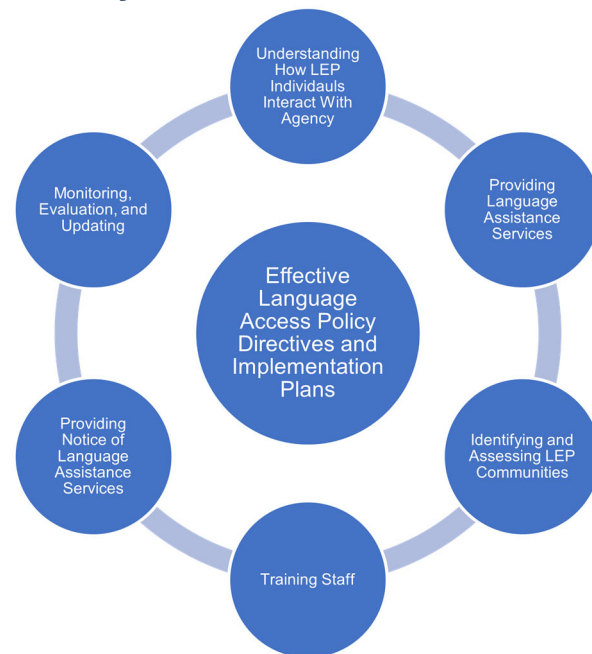 Understanding
How LEP
Individauls
Interact With
Agency
Providing
Language
Assistance
Services
Identifying and
Assessing LEP
Communities
Training Staff
Providing
Notice of
Language
Assistance
Services
Monitoring,
Evaluation, and
Updating
Effective
Language
Access Policy
Directives and
Implementation
Plans